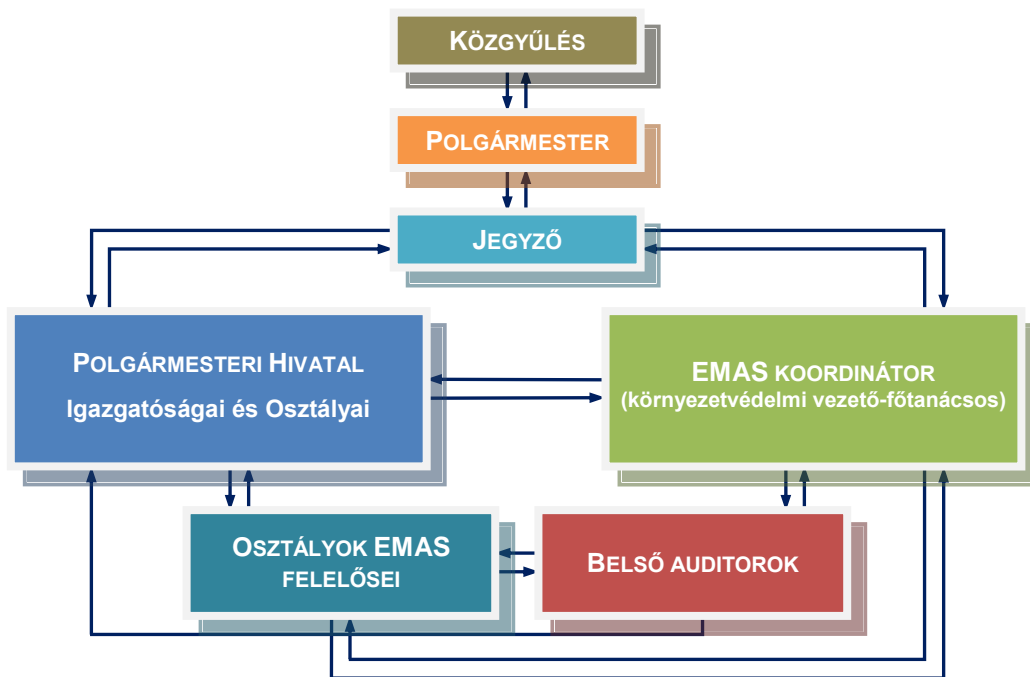 KÖZGYŰLÉS
POLGÁRMESTER
JEGYZŐ
POLGÁRMESTERI HIVATAL
Igazgatóságai és Osztályai
EMAS KOORDINÁTOR
(környezetvédelmi vezető-főtanácsos)
OSZTÁLYOK EMAS
FELELŐSEI
BELSŐ AUDITOROK